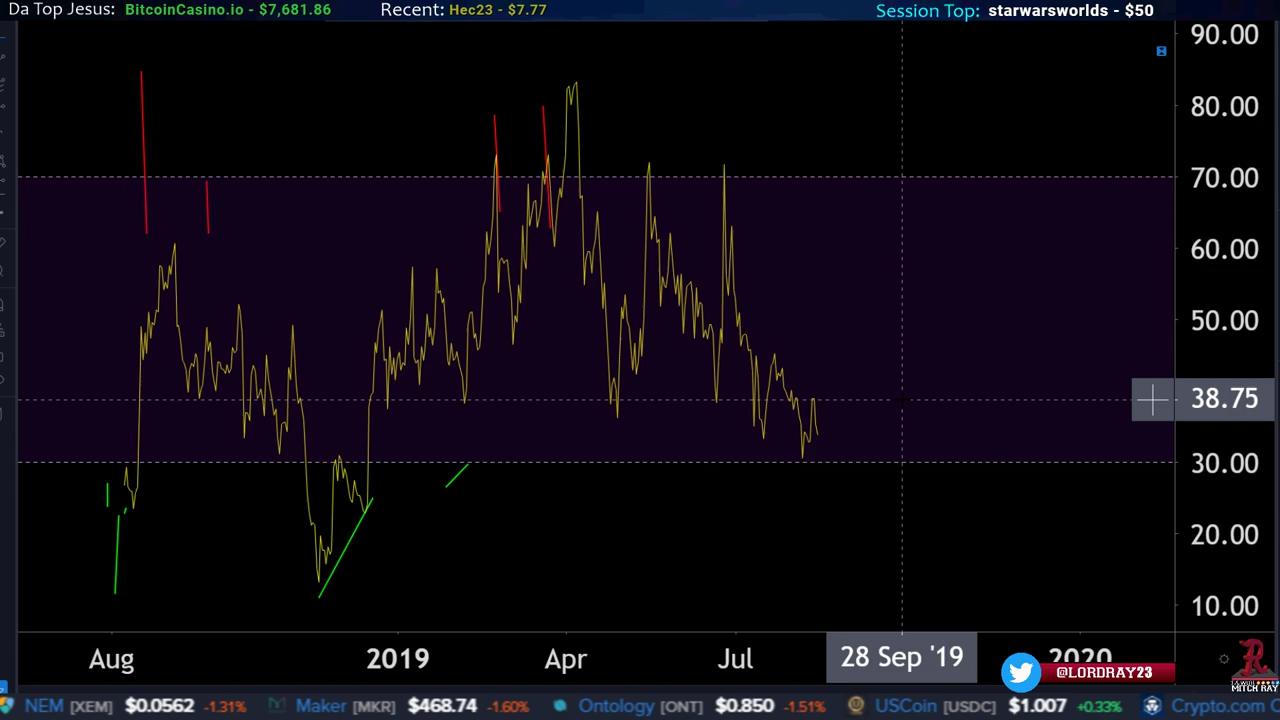 Da Top Jesus: BitcoinCasino.io - $7,681.86 Recent: Hec23 - $7.77 Session Top: starwarsworlds - $50
90.00
80.00
70.00
60.00
50.00
38.75
30.00
20.00
10.00
Aug 2019 Apr Jul 28 Sep '19 2020
@LORDRAY23
MITCH RAY
NEM [XEM] $0.0562 -1.31% Maker [MKR] $468.74 -1.60% Ontology [ONT] $0.850 -1.51% USCoin [USDC] $1.007 +0.33% Crypto.com